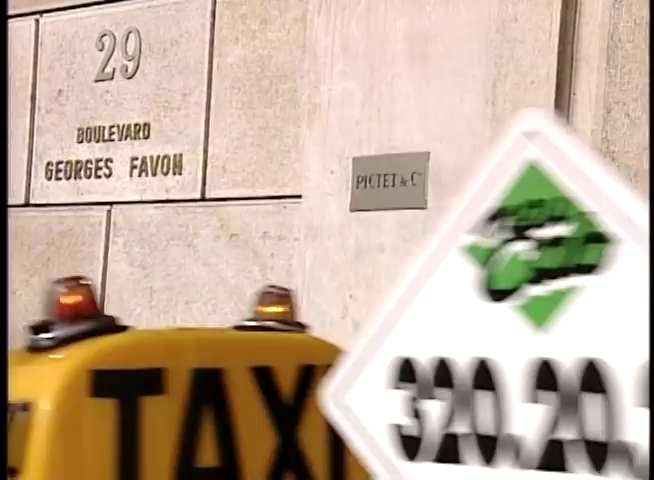 29
BOULEVARD
GEORGES FAVON
PICTET & Cie
TAXI
320.20.